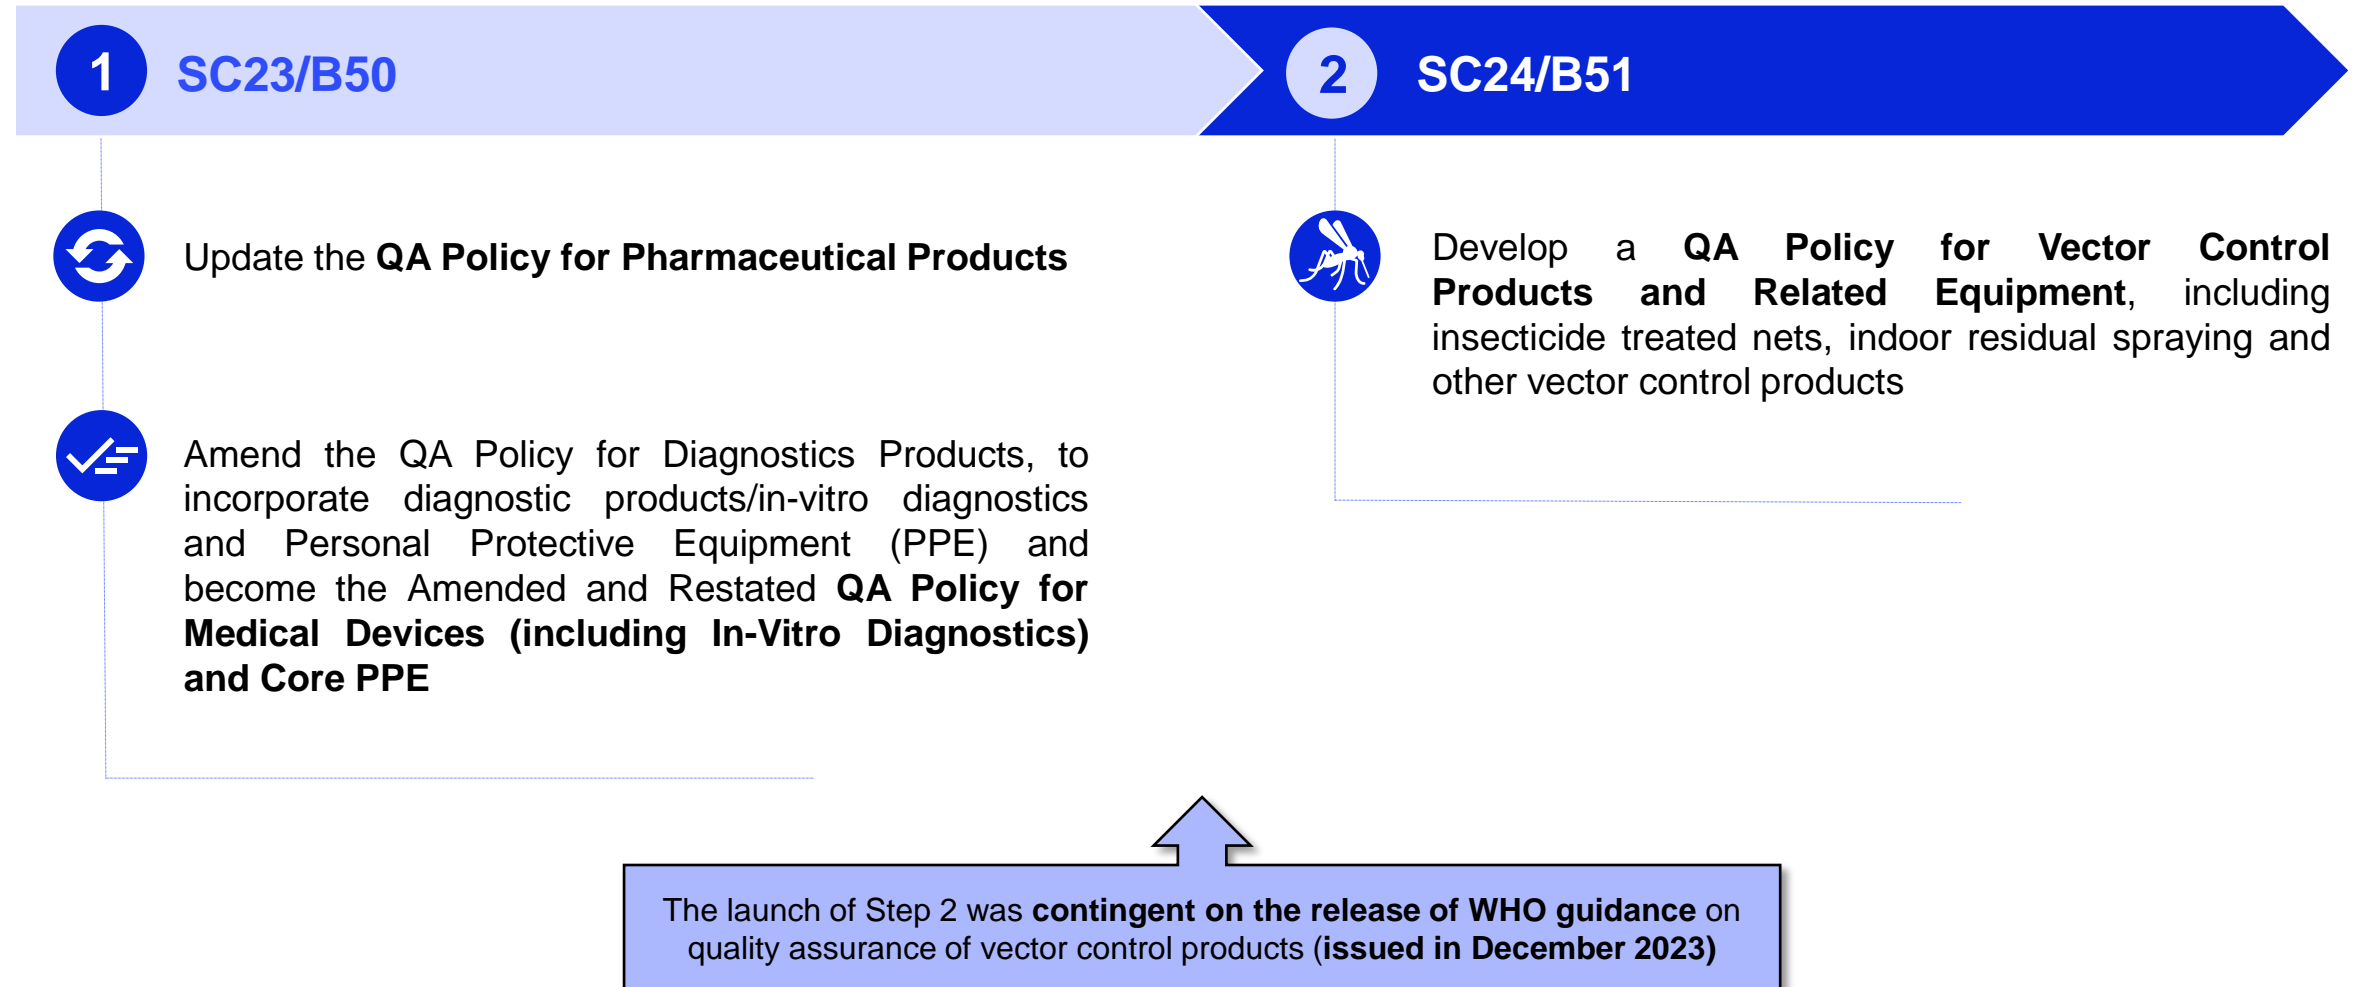 1
SC23/B50
2
SC24/B51
Update the QA Policy for Pharmaceutical Products
Amend the QA Policy for Diagnostics Products, to
incorporate diagnostic products/in-vitro diagnostics
and Personal Protective Equipment (PPE) and
become the Amended and Restated QA Policy for
Medical Devices (including In-Vitro Diagnostics)
and Core PPE
Develop a QA Policy for Vector Control
Products and Related Equipment, including
insecticide treated nets, indoor residual spraying and
other vector control products
The launch of Step 2 was contingent on the release of WHO guidance on
quality assurance of vector control products (issued in December 2023)